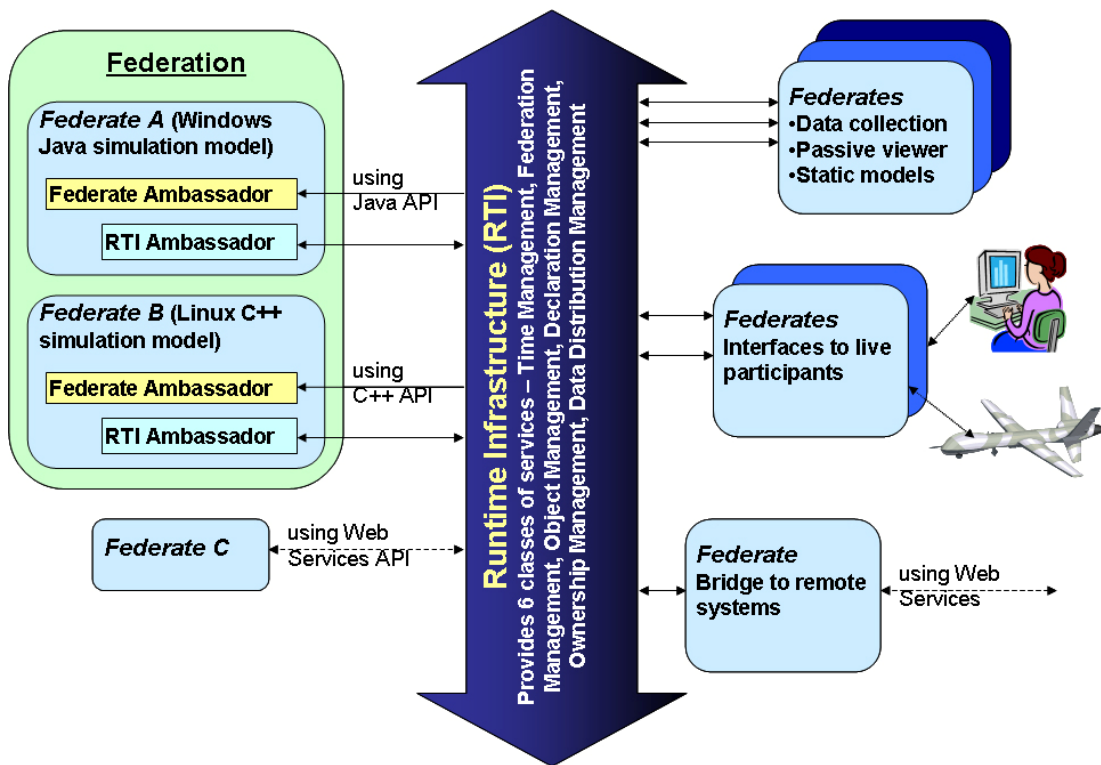 Federation
Federate A (Windows
Java simulation model)
Federate Ambassador
RTI Ambassador
using
Java API
Federate B (Linux C++
simulation model)
Federate Ambassador
RTI Ambassador
using
C++ API
Federate C
using Web
Services API
Runtime Infrastructure (RTI)
Provides 6 classes of services – Time Management, Federation
Management, Object Management, Declaration Management,
Ownership Management, Data Distribution Management
Federates
•Data collection
•Passive viewer
•Static models
Federates
Interfaces to live
participants
Federate
Bridge to remote
systems
using Web
Services